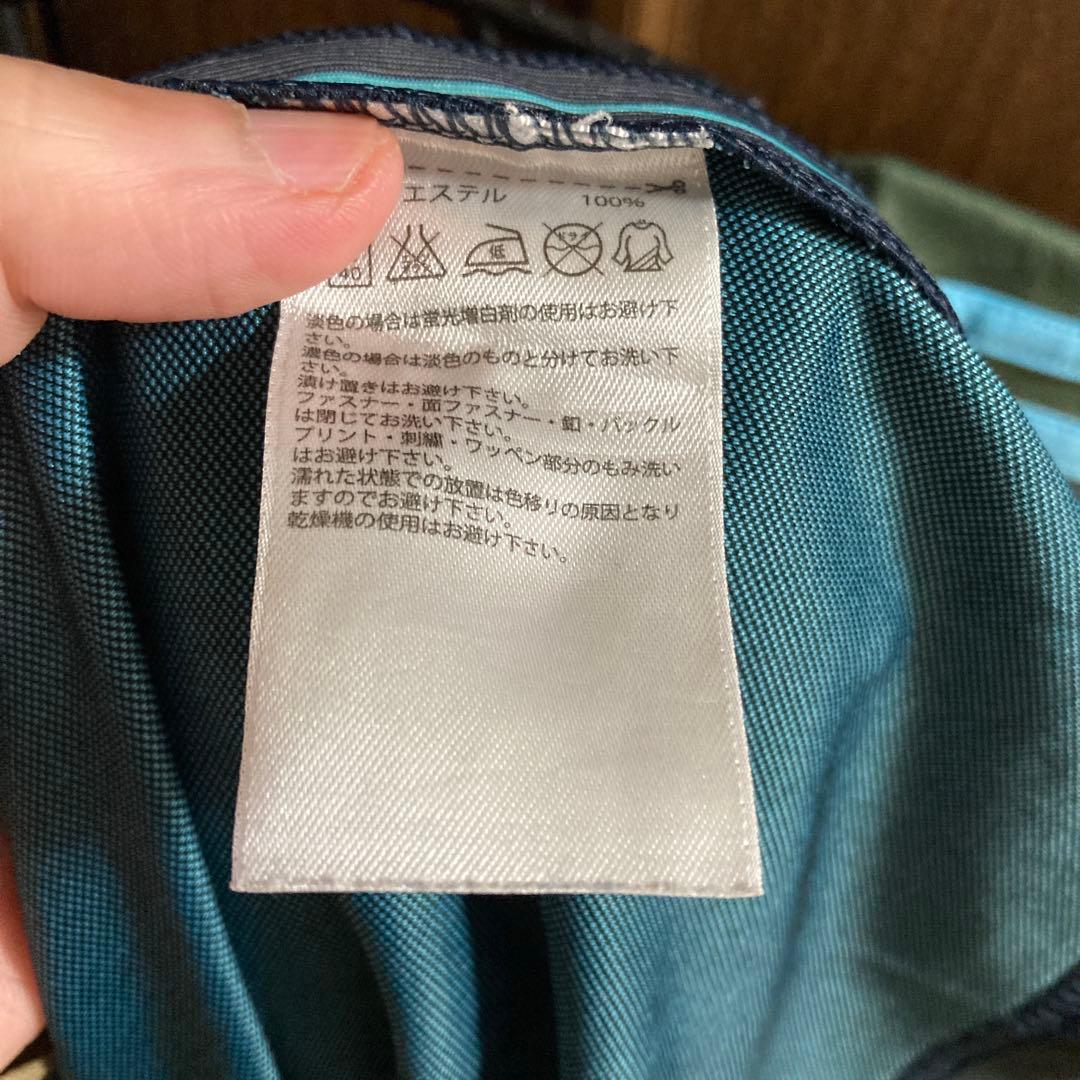 エステル 100%
40 低 ドライ
淡色の場合は蛍光増白剤の使用はお避け下
さい。
濃色の場合は淡色のものと分けてお洗い下
さい。
漬け置きはお避け下さい。
ファスナー・面ファスナー・釦・バックル
は閉じてお洗い下さい。
プリント・刺繍・ワッペン部分のもみ洗い
はお避け下さい。
濡れた状態での放置は色移りの原因となり
ますのでお避け下さい。
乾燥機の使用はお避け下さい。